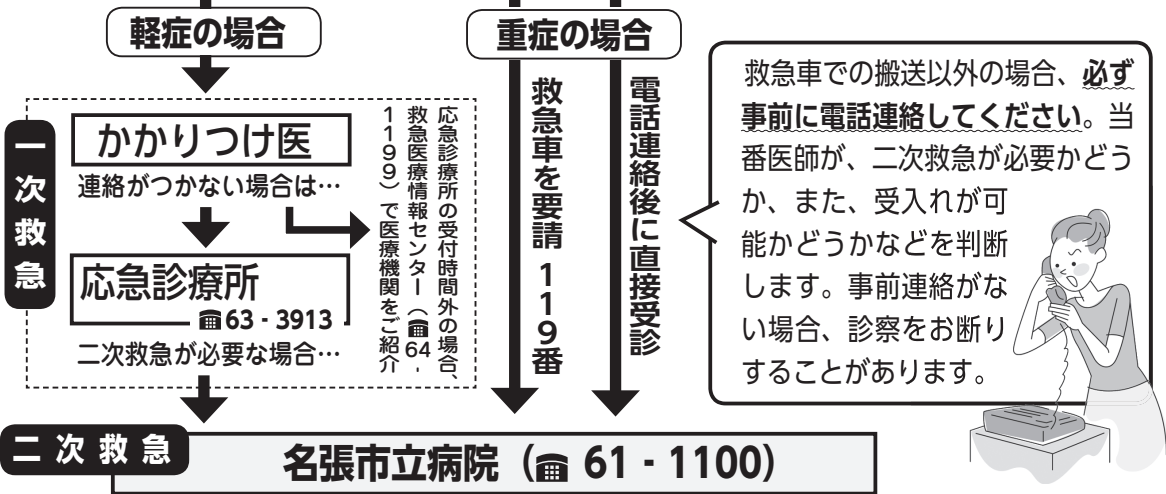 軽症の場合
一次救急
かかりつけ医
連絡がつかない場合は…
応急診療所
☎63 - 3913
二次救急が必要な場合…
応急診療所の受付時間外の場合、
救急医療情報センター(☎64-
1199)で医療機関をご紹介
重症の場合
救急車を要請 119番
電話連絡後に直接受診
救急車での搬送以外の場合、必ず
事前に電話連絡してください。当
番医師が、二次救急が必要かどう
か、また、受入れが可
能かどうかなどを判断
します。事前連絡がな
い場合、診察をお断り
することがあります。
二次救急
名張市立病院(☎ 61 - 1100)